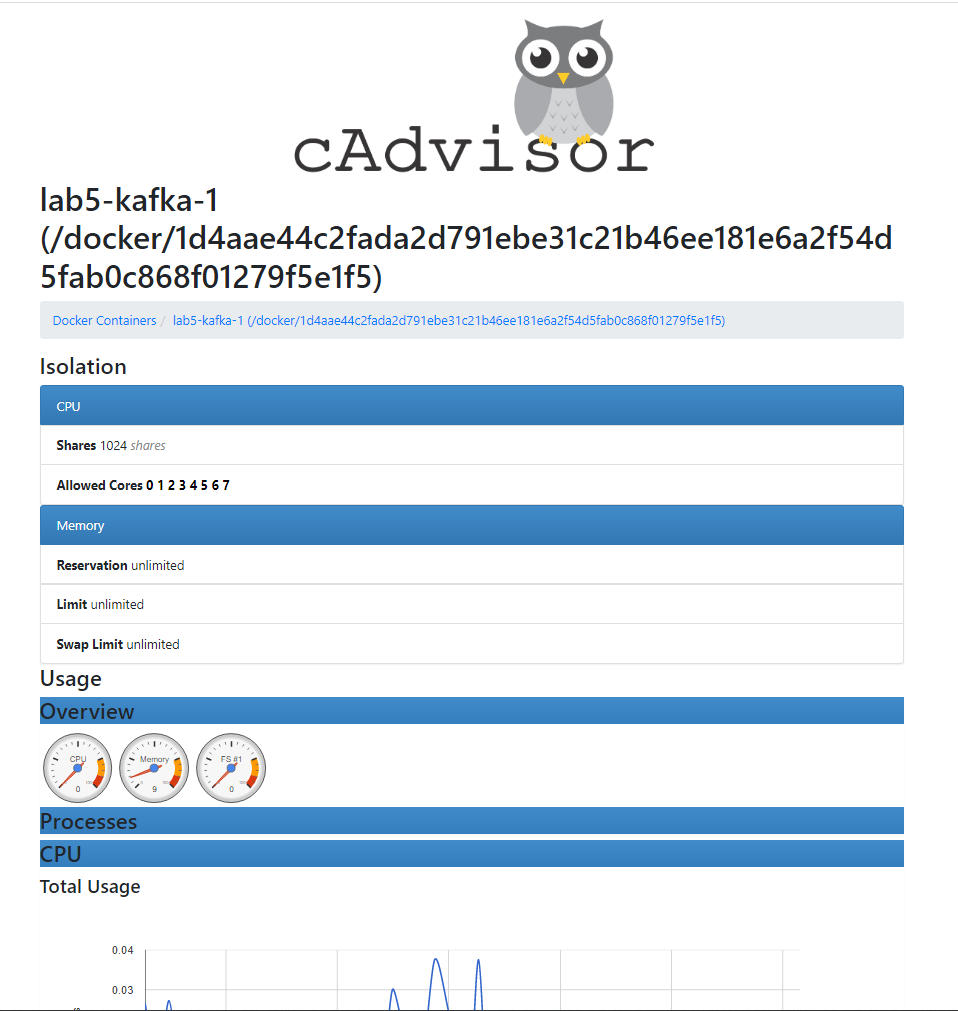 cAdvisor
lab5-kafka-1
(/docker/1d4aae44c2fada2d791ebe31c21b46ee181e6a2f54d
5fab0c868f01279f5e1f5)
Docker Containers / lab5-kafka-1 (/docker/1d4aae44c2fada2d791ebe31c21b46ee181e6a2f54d5fab0c868f01279f5e1f5)
Isolation
CPU
Shares 1024 shares
Allowed Cores 0 1 2 3 4 5 6 7
Memory
Reservation unlimited
Limit unlimited
Swap Limit unlimited
Usage
Overview
CPU Memory FS #1
0 9 0
Processes
CPU
Total Usage
0.04
0.03